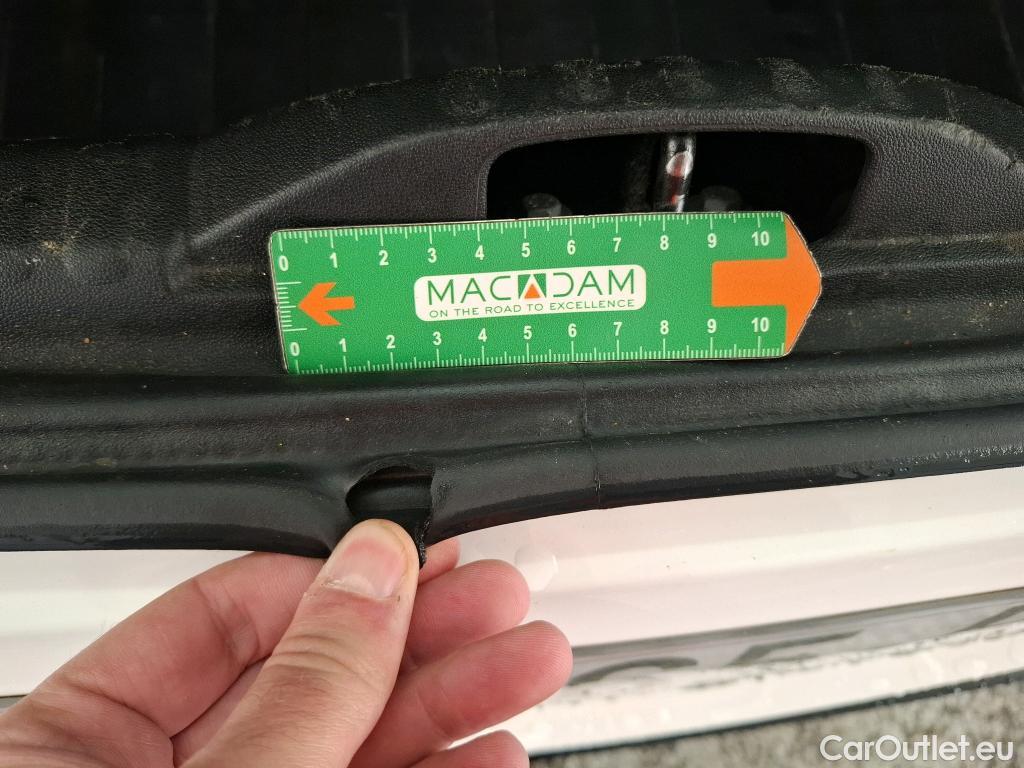 0 1 2 3 4 5 6 7 8 9 10
MACADAM
ON THE ROAD TO EXCELLENCE
0 1 2 3 4 5 6 7 8 9 10
CarOutlet.eu